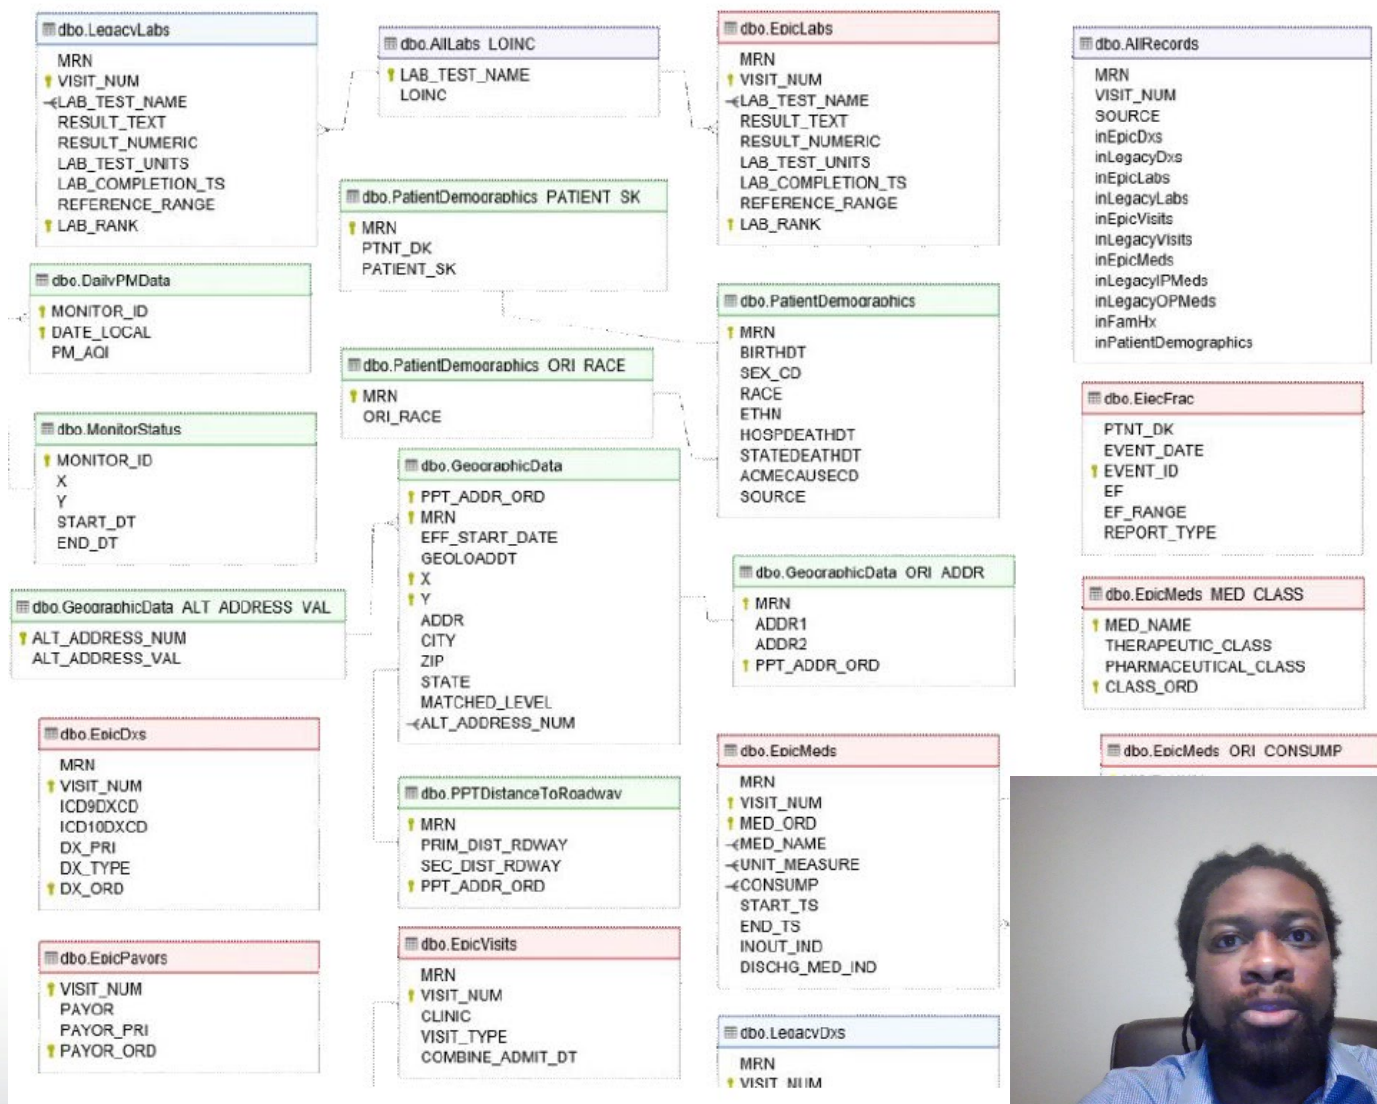 dbo.LegacyLabs
MRN
VISIT_NUM
LAB_TEST_NAME
RESULT_TEXT
RESULT_NUMERIC
LAB_TEST_UNITS
LAB_COMPLETION_TS
REFERENCE_RANGE
LAB_RANK
dbo.AllLabs_LOINC
LAB_TEST_NAME
LOINC
dbo.EpicLabs
MRN
VISIT_NUM
LAB_TEST_NAME
RESULT_TEXT
RESULT_NUMERIC
LAB_TEST_UNITS
LAB_COMPLETION_TS
REFERENCE_RANGE
LAB_RANK
dbo.AllRecords
MRN
VISIT_NUM
SOURCE
inEpicDxs
inLegacyDxs
inEpicLabs
inLegacyLabs
inEpicVisits
inLegacyVisits
inEpicMeds
inLegacyIPMeds
inLegacyOPMeds
inFamHx
inPatientDemographics
dbo.PatientDemographics_PATIENT_SK
MRN
PTNT_DK
PATIENT_SK
dbo.DailyPMData
MONITOR_ID
DATE_LOCAL
PM_AQI
dbo.PatientDemographics
MRN
BIRTHDT
SEX_CD
RACE
ETHN
HOSPDEATHDT
STATEDEATHDT
ACMECAUSECD
SOURCE
dbo.PatientDemographics_ORI_RACE
MRN
ORI_RACE
dbo.EjecFrac
PTNT_DK
EVENT_DATE
EVENT_ID
EF
EF_RANGE
REPORT_TYPE
dbo.MonitorStatus
MONITOR_ID
X
Y
START_DT
END_DT
dbo.GeographicData
PPT_ADDR_ORD
MRN
EFF_START_DATE
GEOLOADDT
X
Y
ADDR
CITY
ZIP
STATE
MATCHED_LEVEL
ALT_ADDRESS_NUM
dbo.GeographicData_ORI_ADDR
MRN
ADDR1
ADDR2
PPT_ADDR_ORD
dbo.EpicMeds_MED_CLASS
MED_NAME
THERAPEUTIC_CLASS
PHARMACEUTICAL_CLASS
CLASS_ORD
dbo.GeographicData_ALT_ADDRESS_VAL
ALT_ADDRESS_NUM
ALT_ADDRESS_VAL
dbo.EpicDxs
MRN
VISIT_NUM
ICD9DXCD
ICD10DXCD
DX_PRI
DX_TYPE
DX_ORD
dbo.PPTDistanceToRoadway
MRN
PRIM_DIST_RDWAY
SEC_DIST_RDWAY
PPT_ADDR_ORD
dbo.EpicMeds
MRN
VISIT_NUM
MED_ORD
MED_NAME
UNIT_MEASURE
CONSUMP
START_TS
END_TS
INOUT_IND
DISCHG_MED_IND
dbo.EpicMeds_ORI_CONSUMP
dbo.EpicPayors
VISIT_NUM
PAYOR
PAYOR_PRI
PAYOR_ORD
dbo.EpicVisits
MRN
VISIT_NUM
CLINIC
VISIT_TYPE
COMBINE_ADMIT_DT
dbo.LegacyDxs
MRN
VISIT_NUM